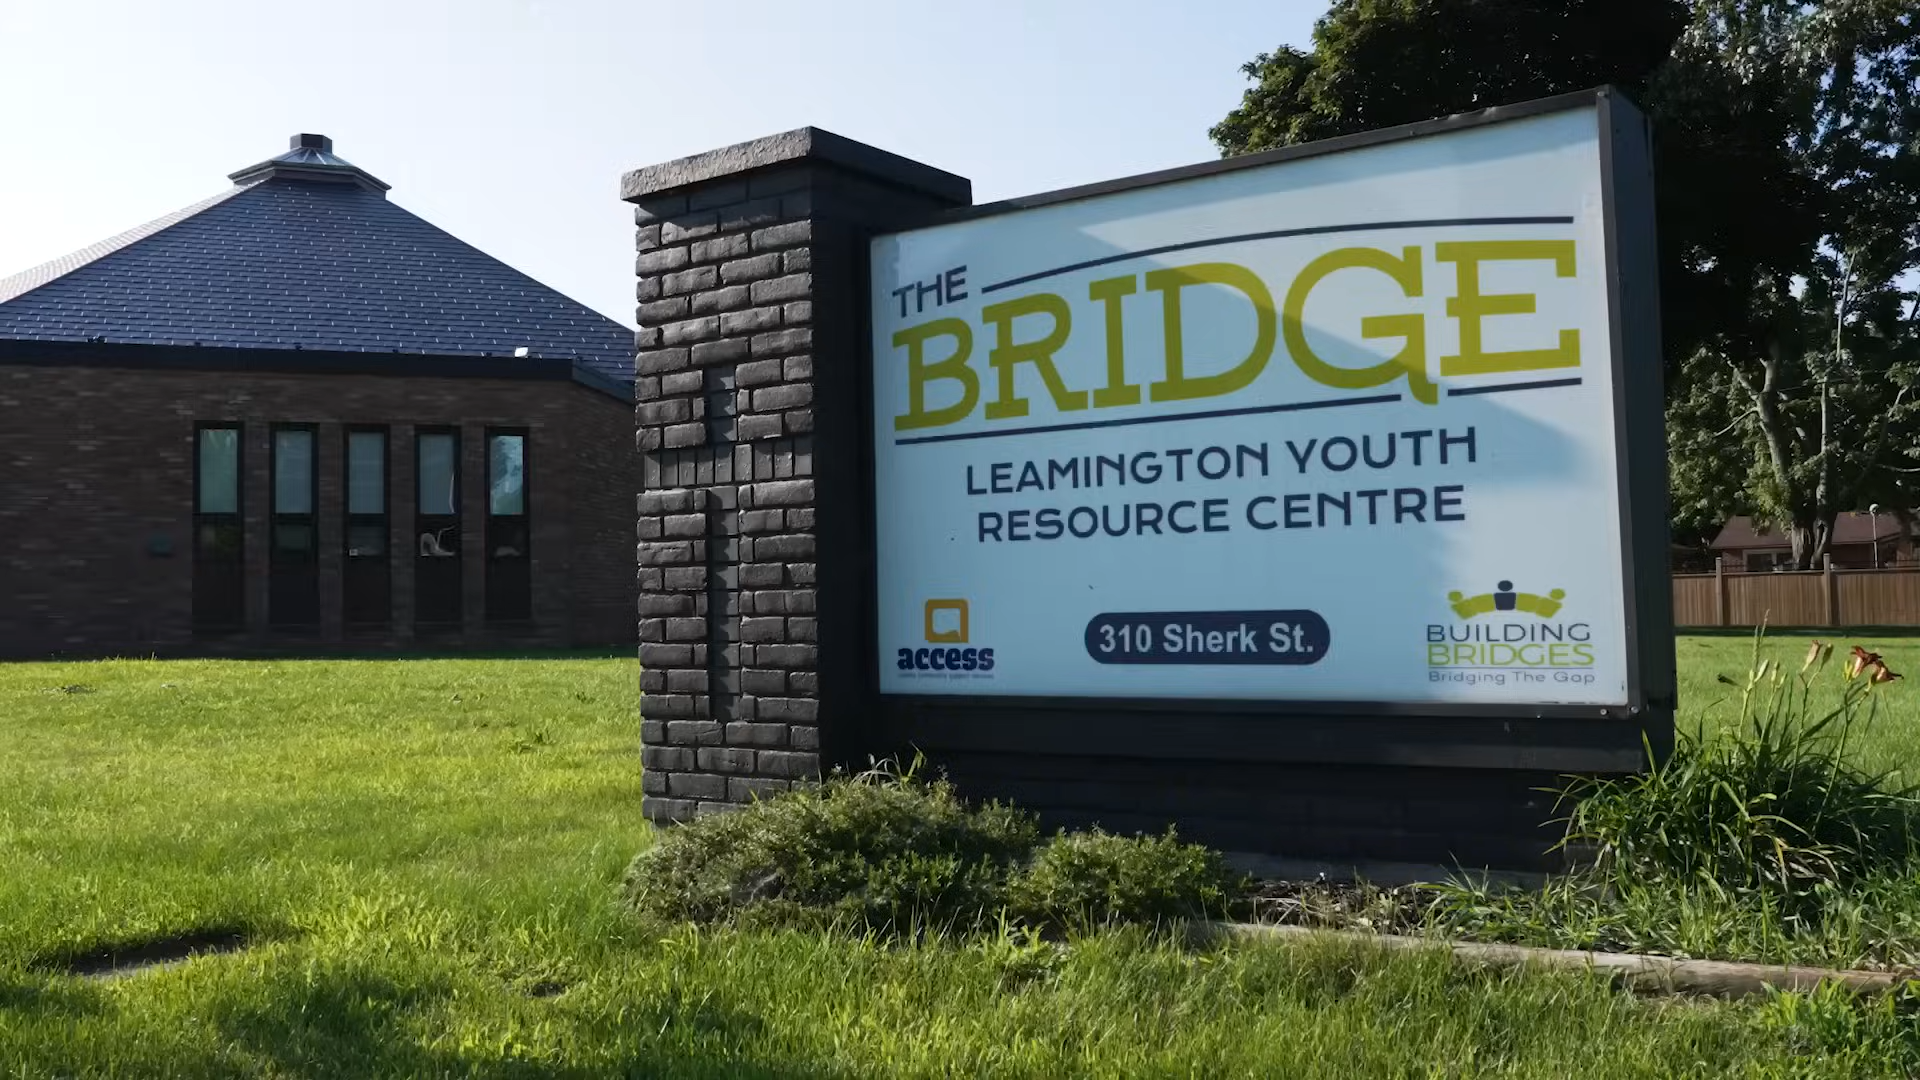 THE
BRIDGE
LEAMINGTON YOUTH
RESOURCE CENTRE
access
310 Sherk St.
BUILDING
BRIDGES
Bridging The Gap